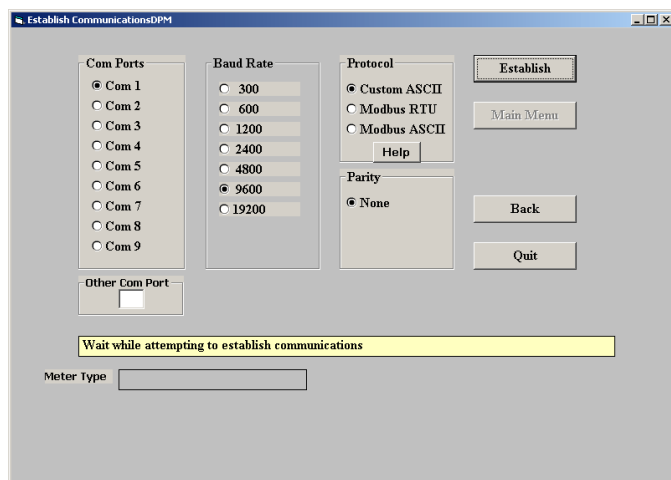 Establish CommunicationsDPM
Com Ports
Com 1
Com 2
Com 3
Com 4
Com 5
Com 6
Com 7
Com 8
Com 9
Other Com Port
Baud Rate
300
600
1200
2400
4800
9600
19200
Protocol
Custom ASCII
Modbus RTU
Modbus ASCII
Help
Parity
None
Establish
Main Menu
Back
Quit
Wait while attempting to establish communications
Meter Type